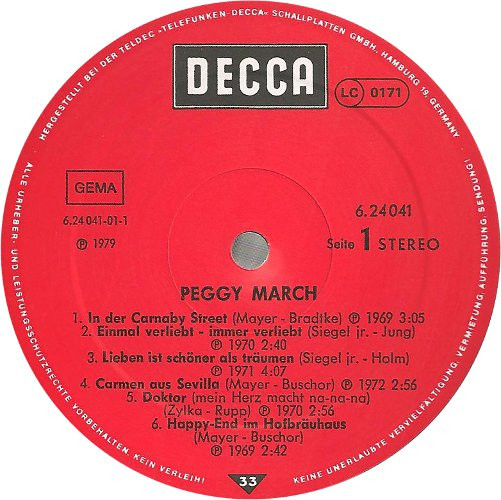 HERGESTELLT BEI DER TELDEC »TELEFUNKEN-DECCA« SCHALLPLATTEN GMBH, HAMBURG 19, GERMANY
DECCA
LC 0171
GEMA
6.24 041-01-1
℗ 1979
6.24 041
Seite 1 STEREO
PEGGY MARCH
1. In der Carnaby Street (Mayer - Bradtke) ℗ 1969 3:05
2. Einmal verliebt - immer verliebt (Siegel jr. - Jung)
℗ 1970 2:40
3. Lieben ist schöner als träumen (Siegel jr. - Holm)
℗ 1971 4:07
4. Carmen aus Sevilla (Mayer - Buschor) ℗ 1972 2:56
5. Doktor (mein Herz macht na-na-na)
(Zylka - Rupp) ℗ 1970 2:56
6. Happy-End im Hofbräuhaus
(Mayer - Buschor)
℗ 1969 2:42
ALLE URHEBER- UND LEISTUNGSSCHUTZRECHTE VORBEHALTEN. KEIN VERLEIH!
33
KEINE UNERLAUBTE VERVIELFÄLTIGUNG, VERMIETUNG, AUFFÜHRUNG, SENDUNG!